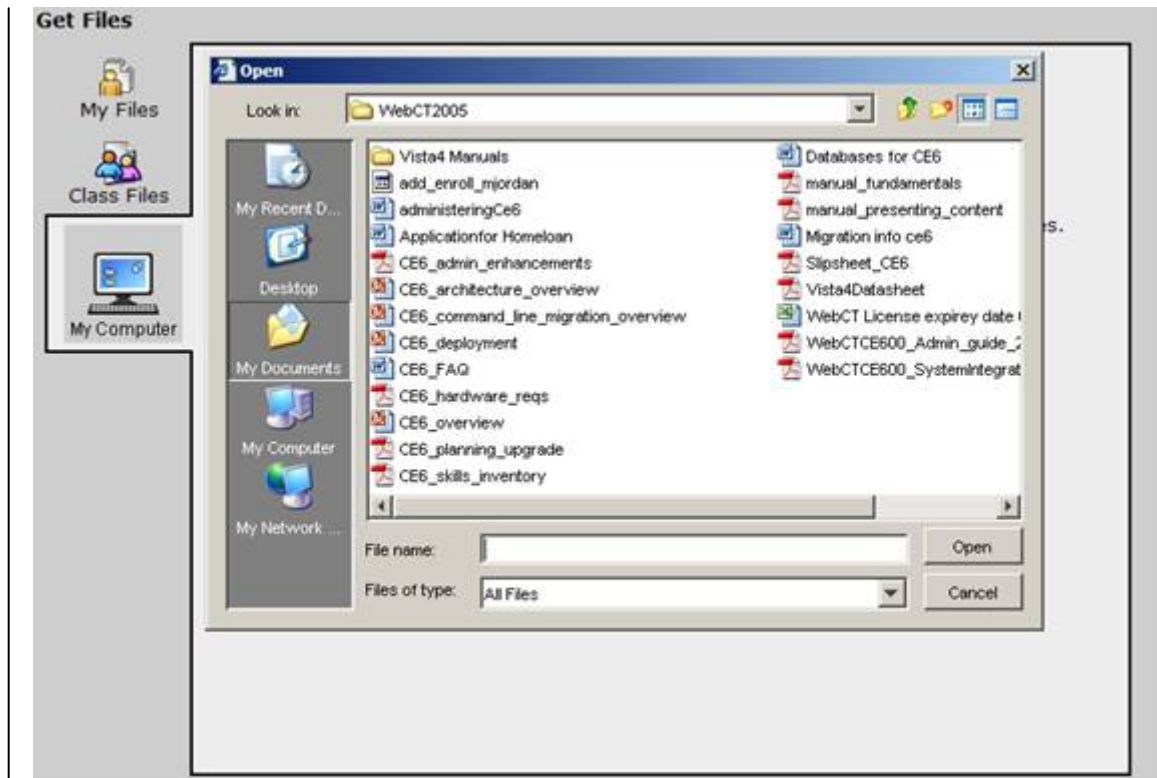 Get Files
My Files
Class Files
My Computer
Open
Look in:
WebCT2005
My Recent D...
Desktop
My Documents
My Computer
My Network ...
Vista4 Manuals
add_enroll_mjordan
administeringCe6
Applicationfor Homeloan
CE6_admin_enhancements
CE6_architecture_overview
CE6_command_line_migration_overview
CE6_deployment
CE6_FAQ
CE6_hardware_reqs
CE6_overview
CE6_planning_upgrade
CE6_skills_inventory
Databases for CE6
manual_fundamentals
manual_presenting_content
Migration info ce6
Slipsheet_CE6
Vista4Datasheet
WebCT License expirey date
WebCTCE600_Admin_guide_2
WebCTCE600_SystemIntegrat
es.
File name:
Open
Files of type:
All Files
Cancel